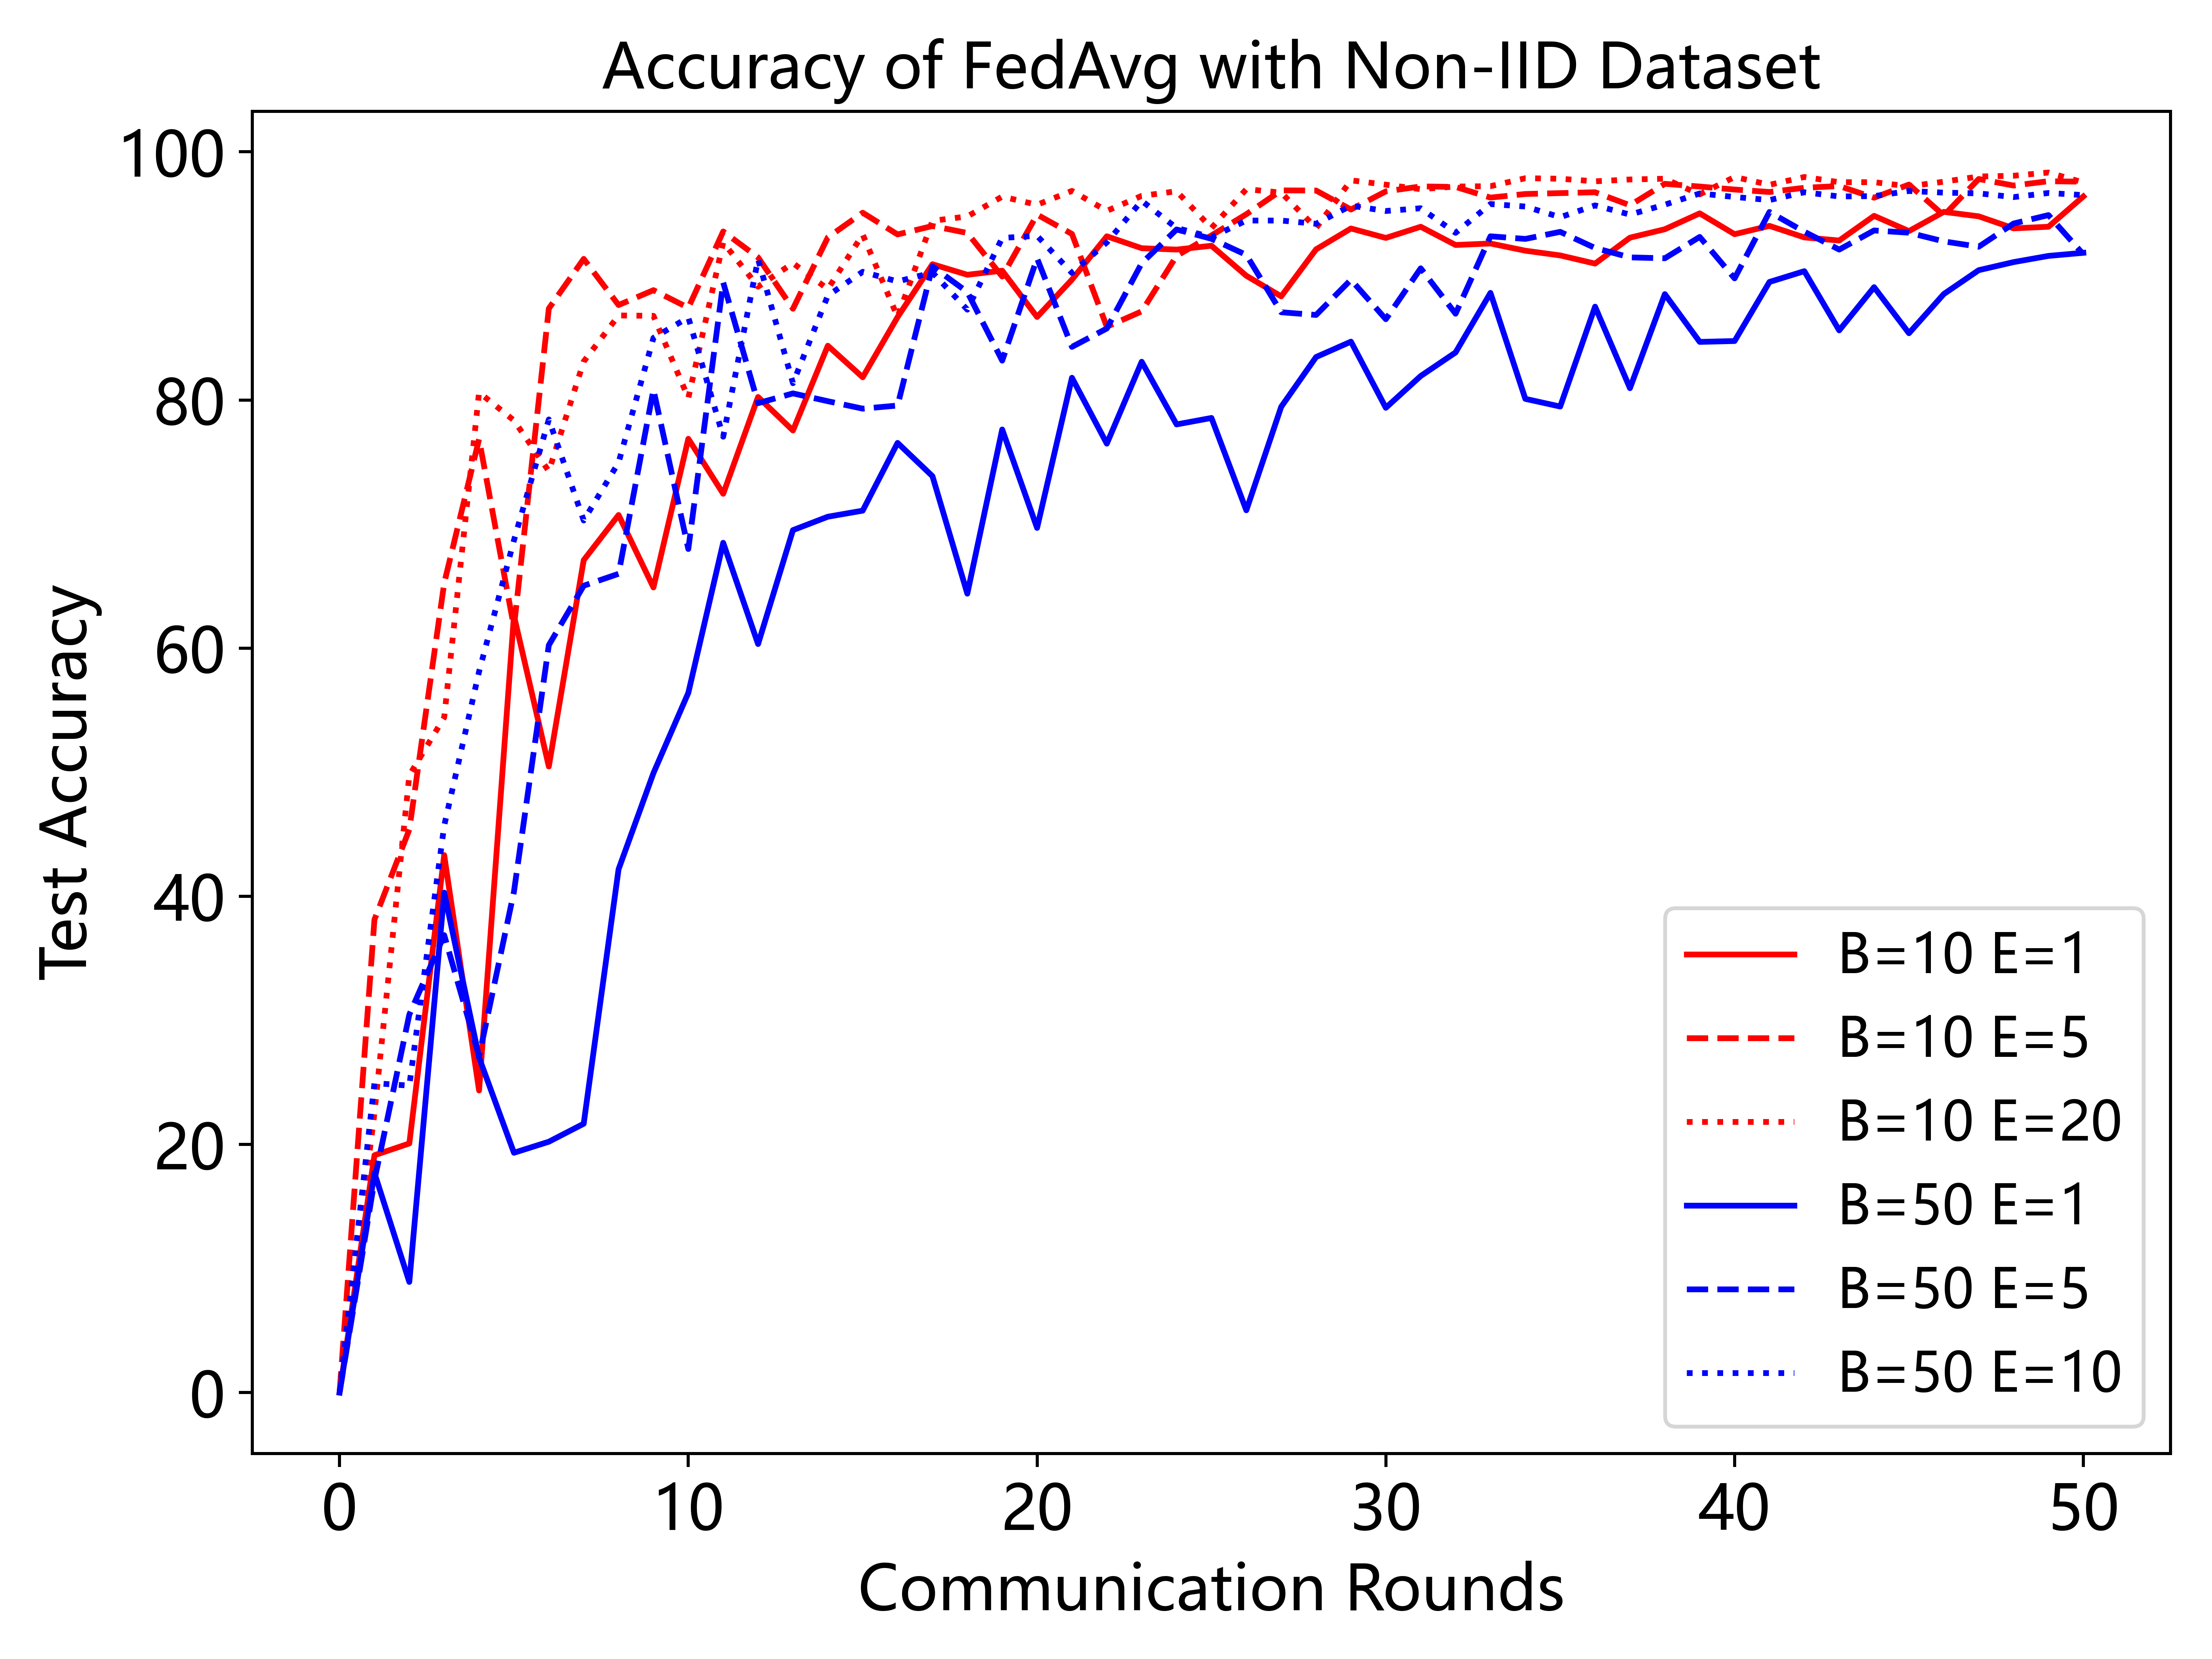 Accuracy of FedAvg with Non-IID Dataset
100
80
60
40
20
0
Test Accuracy
0 10 20 30 40 50
Communication Rounds
B=10 E=1
B=10 E=5
B=10 E=20
B=50 E=1
B=50 E=5
B=50 E=10